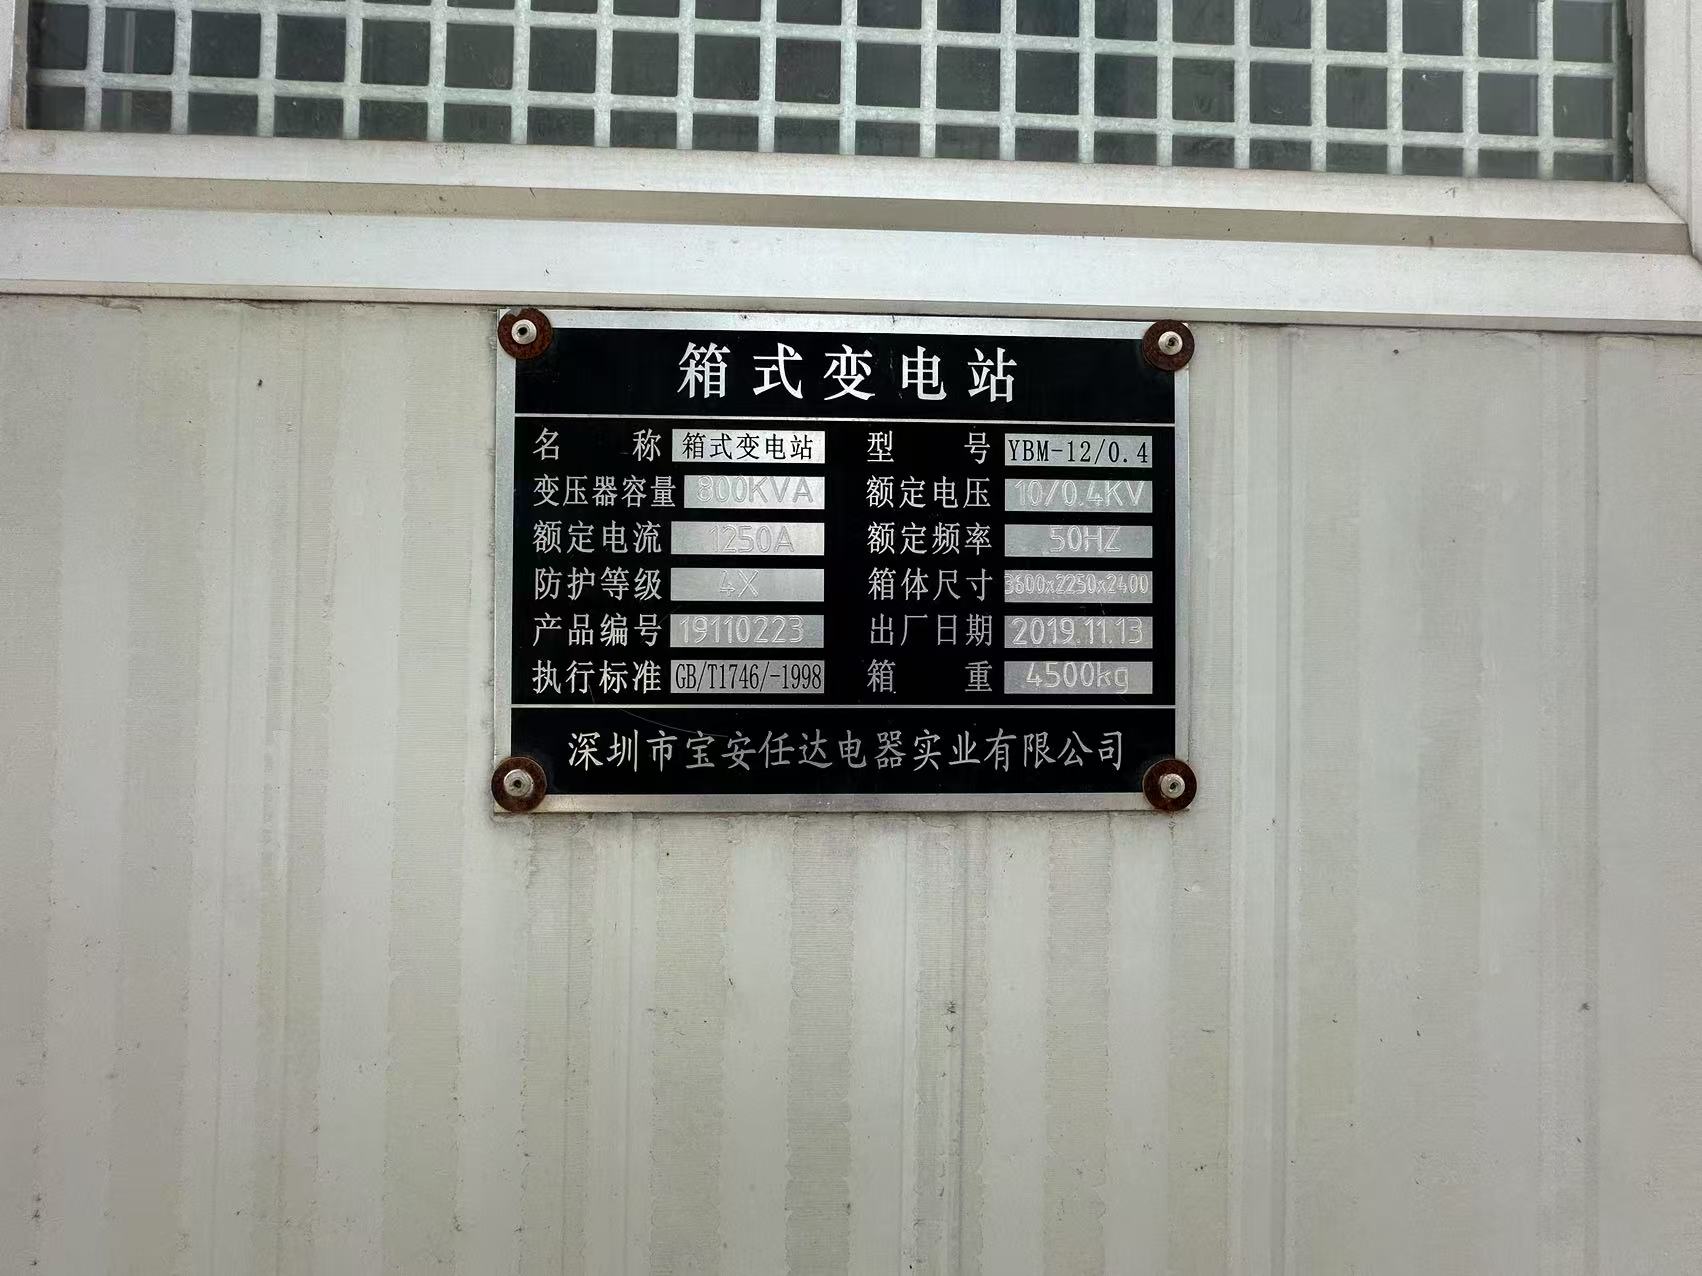 箱式变电站
名称 箱式变电站 型号 YBM-12/0.4
变压器容量 800KVA 额定电压 10/0.4KV
额定电流 1250A 额定频率 50HZ
防护等级 4X 箱体尺寸 3600x2250x2400
产品编号 19110223 出厂日期 2019.11.13
执行标准 GB/T1746/-1998 箱重 4500kg
深圳市宝安任达电器实业有限公司